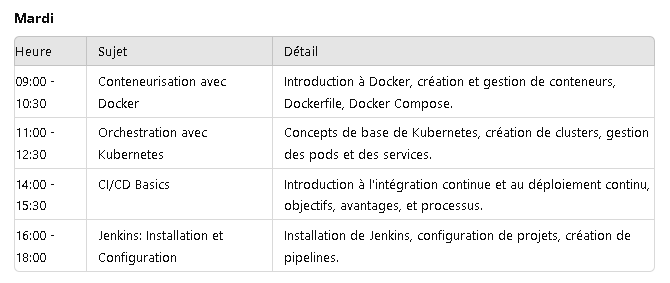 Mardi
Heure Sujet Détail
09:00 - Conteneurisation avec Introduction à Docker, création et gestion de conteneurs,
10:30 Docker Dockerfile, Docker Compose.
11:00 - Orchestration avec Concepts de base de Kubernetes, création de clusters, gestion
12:30 Kubernetes des pods et des services.
14:00 - CI/CD Basics Introduction à l'intégration continue et au déploiement continu,
15:30 objectifs, avantages, et processus.
16:00 - Jenkins: Installation et Installation de Jenkins, configuration de projets, création de
18:00 Configuration pipelines.